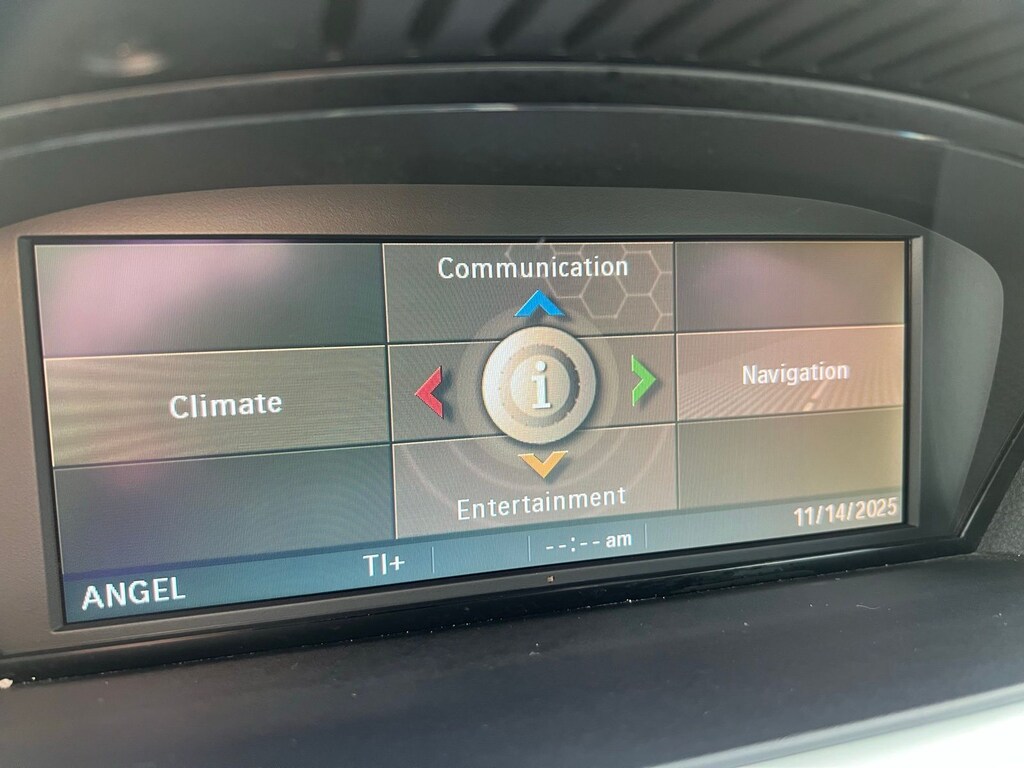 Communication
i
Climate
Navigation
Entertainment
11/14/2025
--:-- am
TI+
ANGEL